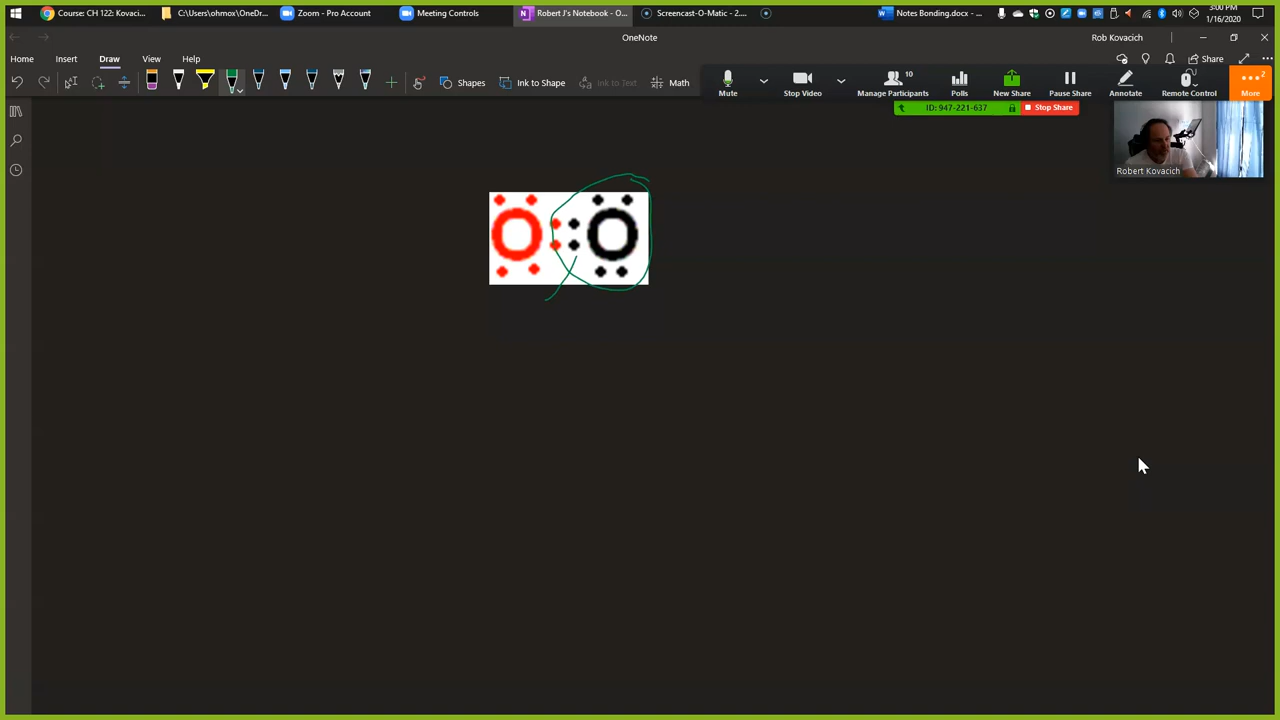 Course: CH 122: Kovaci... C:\Users\ohmox\OneDr... Zoom - Pro Account Meeting Controls Robert J's Notebook - O... Screencast-O-Matic - 2.... Notes Bonding.docx - ... 3:00 PM
1/16/2020
OneNote Rob Kovacich
Home Insert Draw View Help Share
Shapes Ink to Shape Ink to Text Math
Mute Stop Video Manage Participants 10 Polls New Share Pause Share Annotate Remote Control More 2
ID: 947-221-637 Stop Share
Robert Kovacich
O :: O